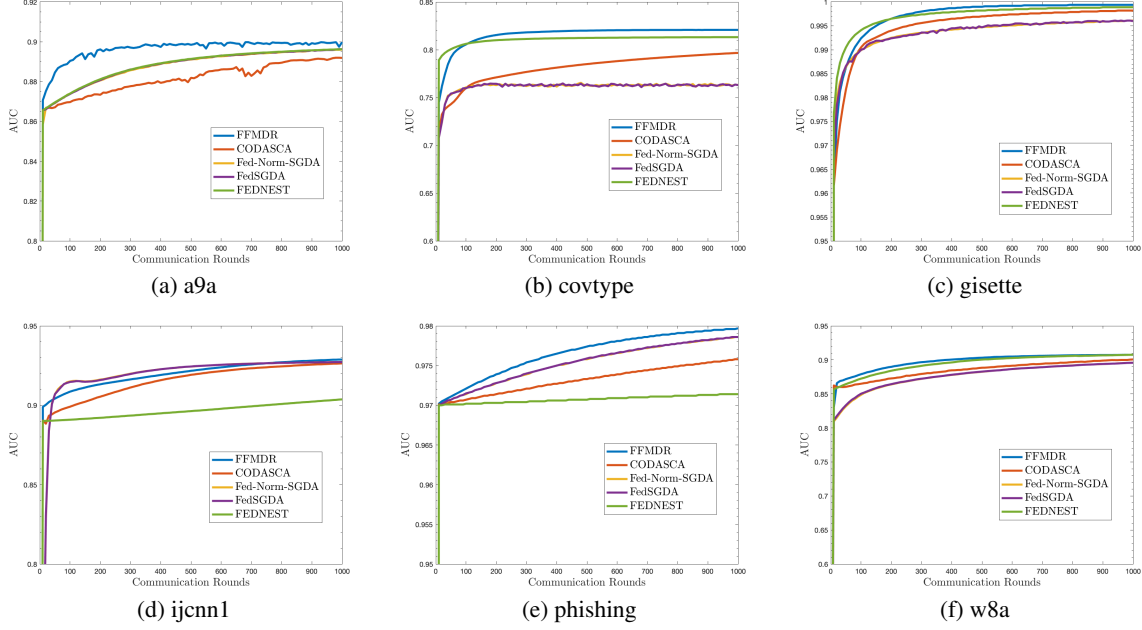 0.92
0.9
0.88
0.86
0.84
0.82
0.8
AUC
0 100 200 300 400 500 600 700 800 900 1000
Communication Rounds
FFMDR
CODASCA
Fed-Norm-SGDA
FedSGDA
FEDNEST
(a) a9a
0.85
0.8
0.75
0.7
0.65
0.6
AUC
0 100 200 300 400 500 600 700 800 900 1000
Communication Rounds
FFMDR
CODASCA
Fed-Norm-SGDA
FedSGDA
FEDNEST
(b) covtype
1
0.995
0.99
0.985
0.98
0.975
0.97
0.965
0.96
0.955
0.95
AUC
0 100 200 300 400 500 600 700 800 900 1000
Communication Rounds
FFMDR
CODASCA
Fed-Norm-SGDA
FedSGDA
FEDNEST
(c) gisette
0.95
0.9
0.85
0.8
AUC
0 100 200 300 400 500 600 700 800 900 1000
Communication Rounds
FFMDR
CODASCA
Fed-Norm-SGDA
FedSGDA
FEDNEST
(d) ijcnn1
0.98
0.975
0.97
0.965
0.96
0.955
0.95
AUC
0 100 200 300 400 500 600 700 800 900 1000
Communication Rounds
FFMDR
CODASCA
Fed-Norm-SGDA
FedSGDA
FEDNEST
(e) phishing
0.95
0.9
0.85
0.8
0.75
0.7
0.65
0.6
AUC
0 100 200 300 400 500 600 700 800 900 1000
Communication Rounds
FFMDR
CODASCA
Fed-Norm-SGDA
FedSGDA
FEDNEST
(f) w8a